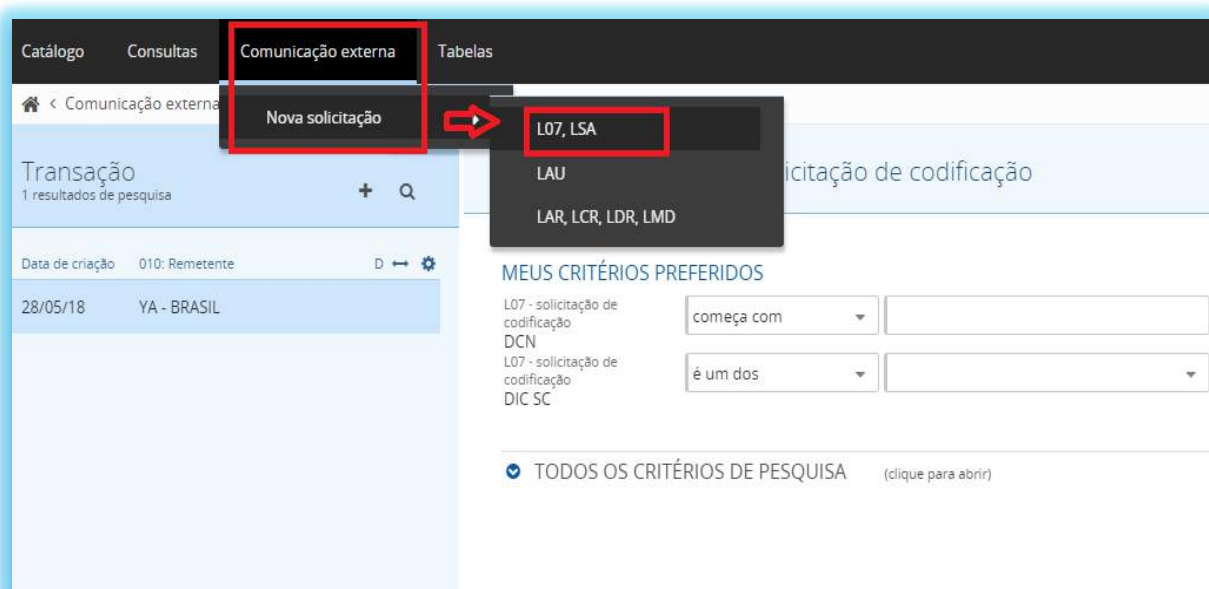 Catálogo Consultas Comunicação externa Tabelas
< Comunicação externa
Nova solicitação
L07, LSA
LAU
LAR, LCR, LDR, LMD
Transação
1 resultados de pesquisa
icitação de codificação
Data de criação 010: Remetente D
28/05/18 YA - BRASIL
MEUS CRITÉRIOS PREFERIDOS
L07 - solicitação de
codificação
DCN
começa com
L07 - solicitação de
codificação
DIC SC
é um dos
TODOS OS CRITÉRIOS DE PESQUISA (clique para abrir)